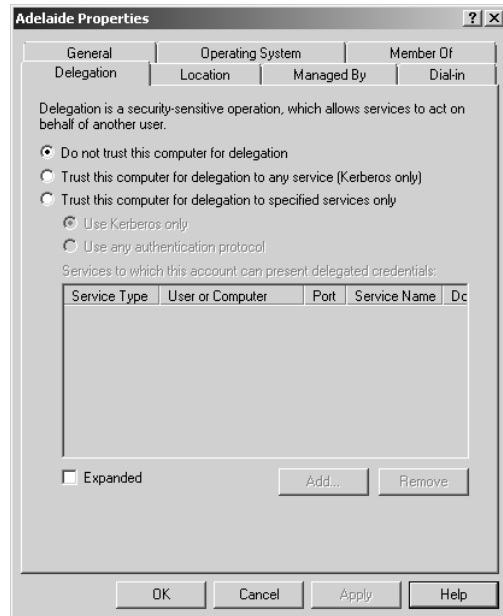 Adelaide Properties
General Operating System Member Of
Delegation Location Managed By Dial-in
Delegation is a security-sensitive operation, which allows services to act on
behalf of another user.
Do not trust this computer for delegation
Trust this computer for delegation to any service (Kerberos only)
Trust this computer for delegation to specified services only
Use Kerberos only
Use any authentication protocol
Services to which this account can present delegated credentials:
Service Type User or Computer Port Service Name Dc
Expanded Add... Remove
OK Cancel Apply Help